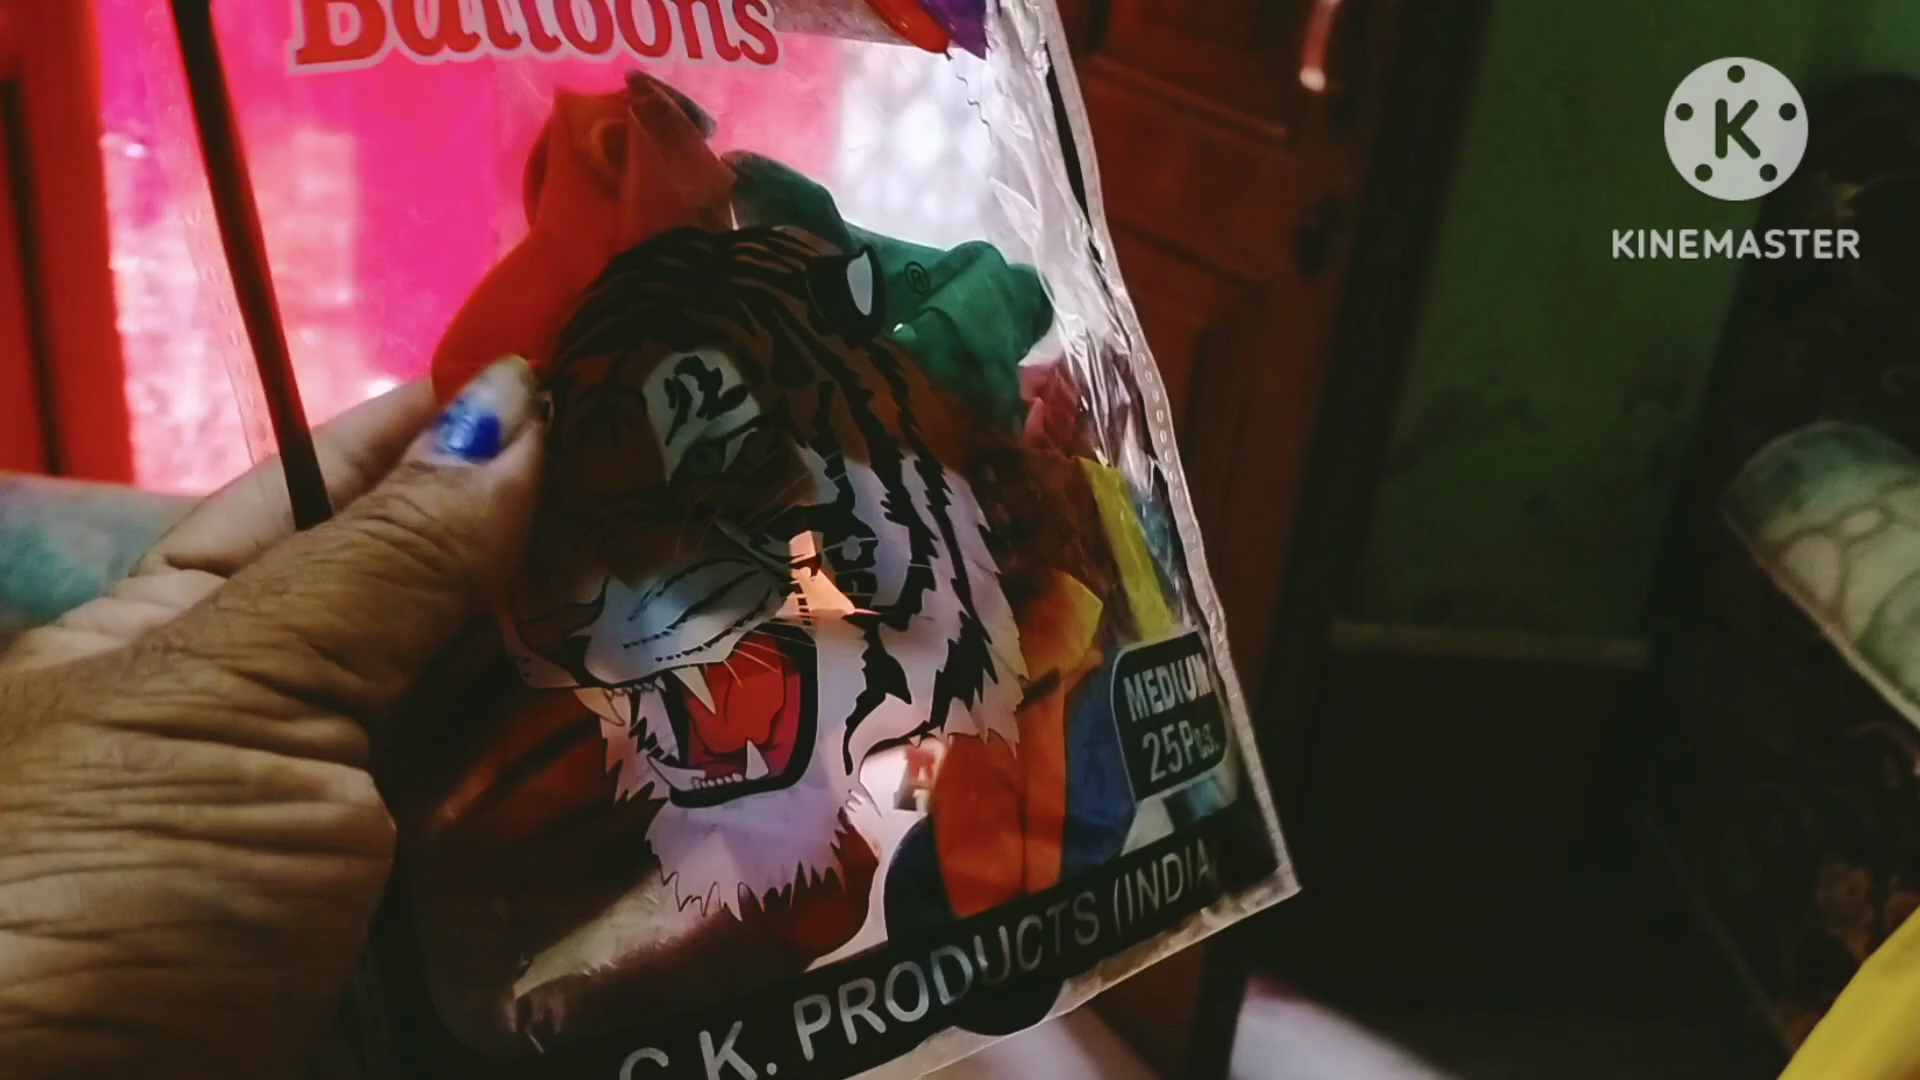 Balloons
K
KINEMASTER
®
MEDIUM
25Pcs.
C.K. PRODUCTS (INDIA